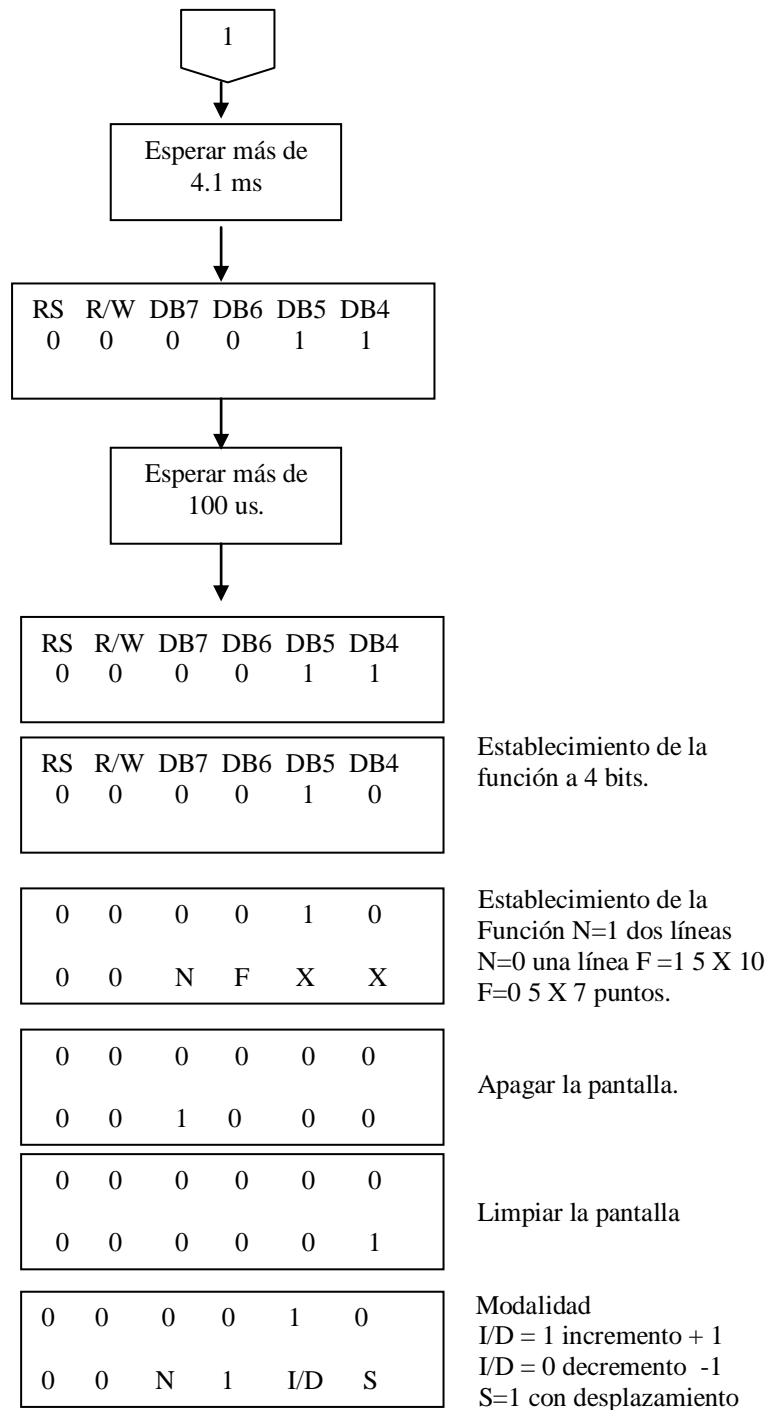 1
Esperar más de
4.1 ms
RS R/W DB7 DB6 DB5 DB4
0 0 0 0 1 1
Esperar más de
100 us.
RS R/W DB7 DB6 DB5 DB4
0 0 0 0 1 1
RS R/W DB7 DB6 DB5 DB4
0 0 0 0 1 0
Establecimiento de la
función a 4 bits.
0 0 0 0 1 0
0 0 N F X X
Establecimiento de la
Función N=1 dos líneas
N=0 una línea F =1 5 X 10
F=0 5 X 7 puntos.
0 0 0 0 0 0
0 0 1 0 0 0
Apagar la pantalla.
0 0 0 0 0 0
0 0 0 0 0 1
Limpiar la pantalla
0 0 0 0 1 0
0 0 N 1 I/D S
Modalidad
I/D = 1 incremento + 1
I/D = 0 decremento -1
S=1 con desplazamiento